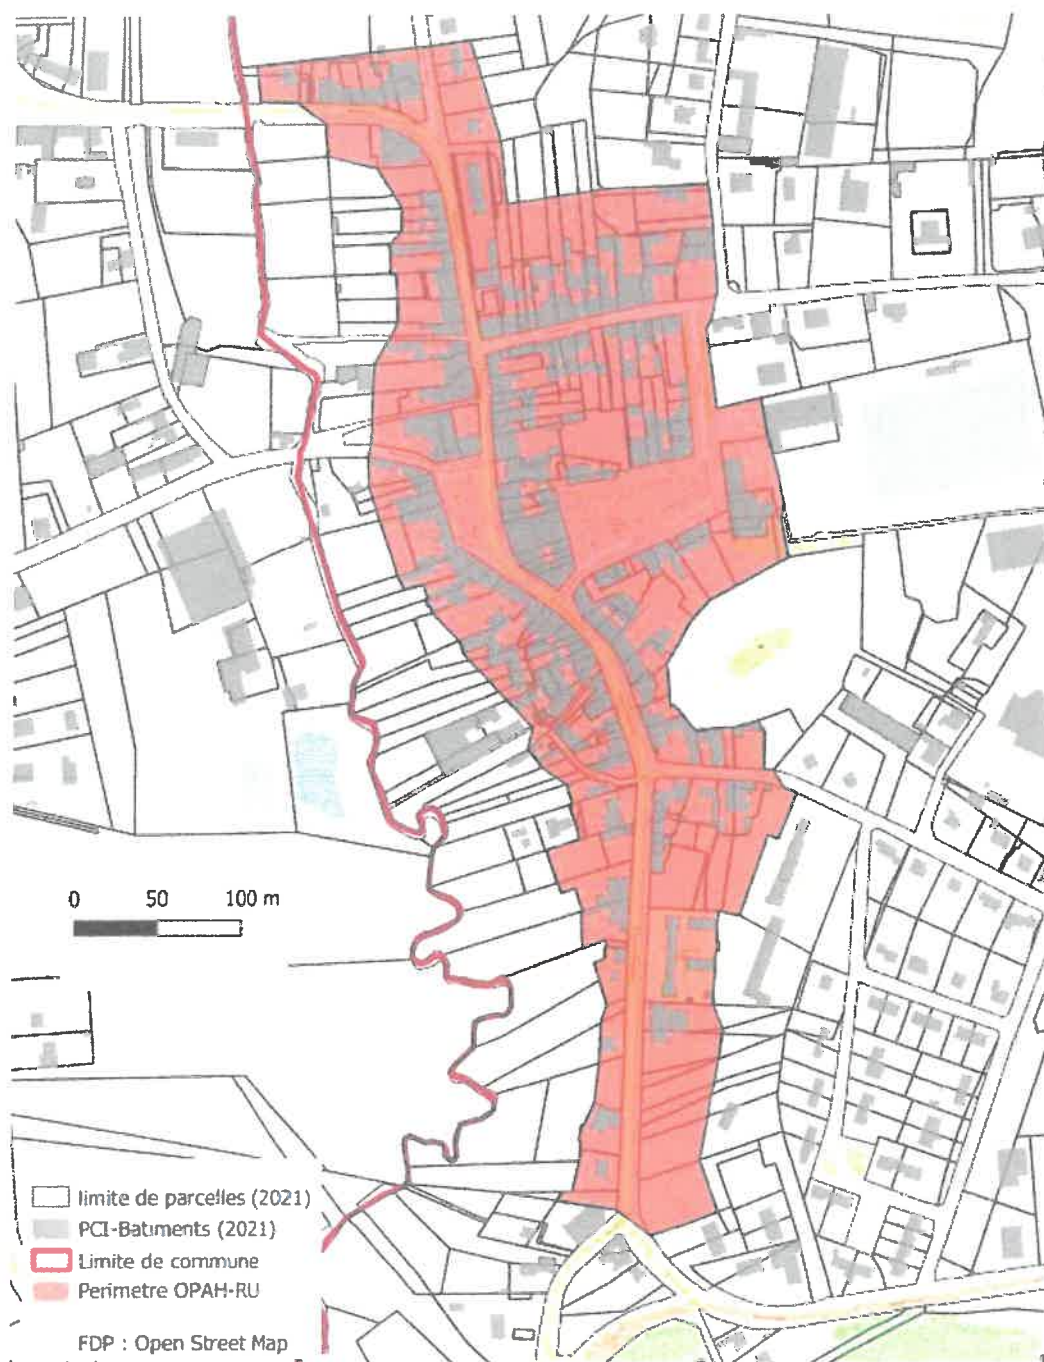 0 50 100 m
limite de parcelles (2021)
PCI-Batiments (2021)
Limite de commune
Perimetre OPAH-RU
FDP : Open Street Map